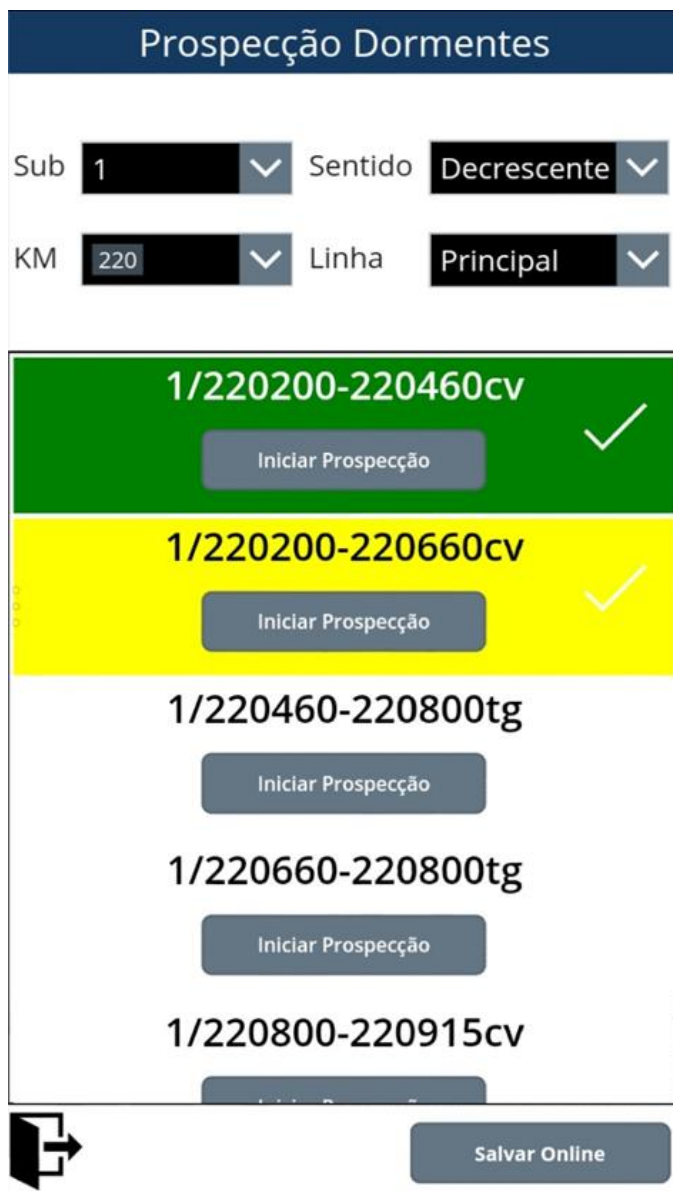 Prospecção Dormentes
Sub 1 Sentido Decrescente
KM 220 Linha Principal
1/220200-220460cv
Iniciar Prospecção
1/220200-220660cv
Iniciar Prospecção
1/220460-220800tg
Iniciar Prospecção
1/220660-220800tg
Iniciar Prospecção
1/220800-220915cv
Salvar Online